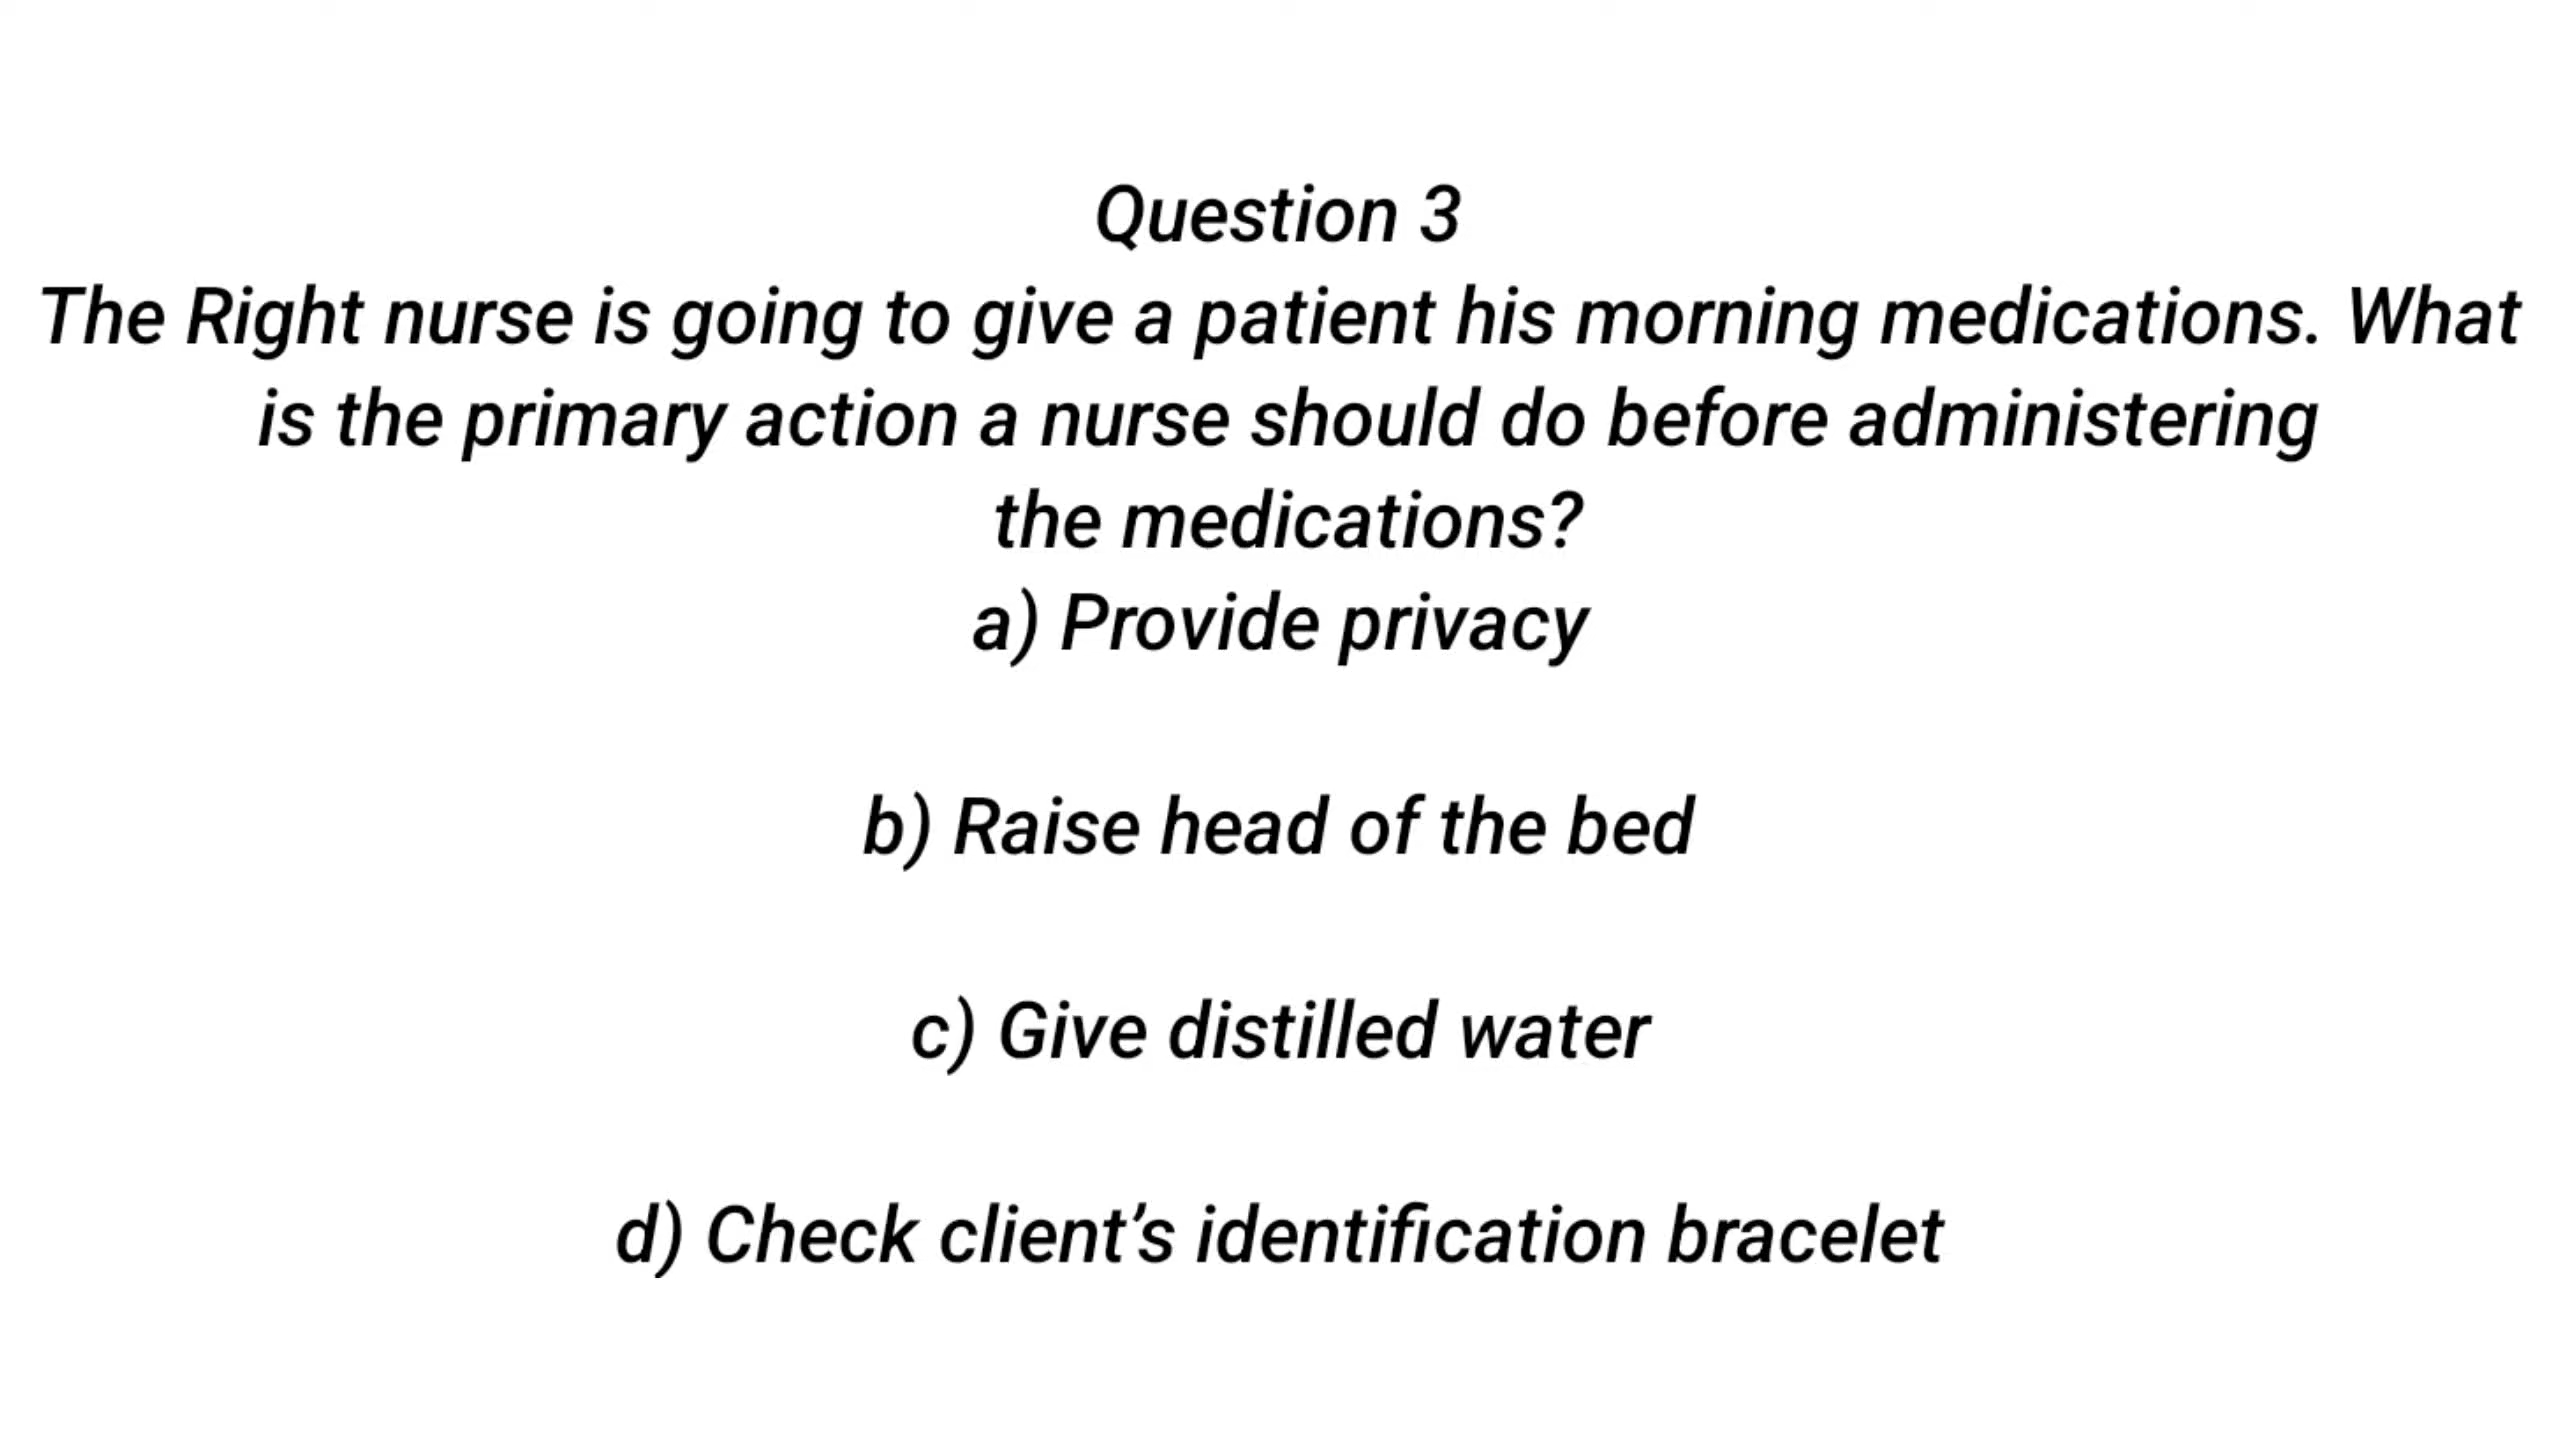 Question 3
The Right nurse is going to give a patient his morning medications. What
is the primary action a nurse should do before administering
the medications?
a) Provide privacy
b) Raise head of the bed
c) Give distilled water
d) Check client’s identification bracelet